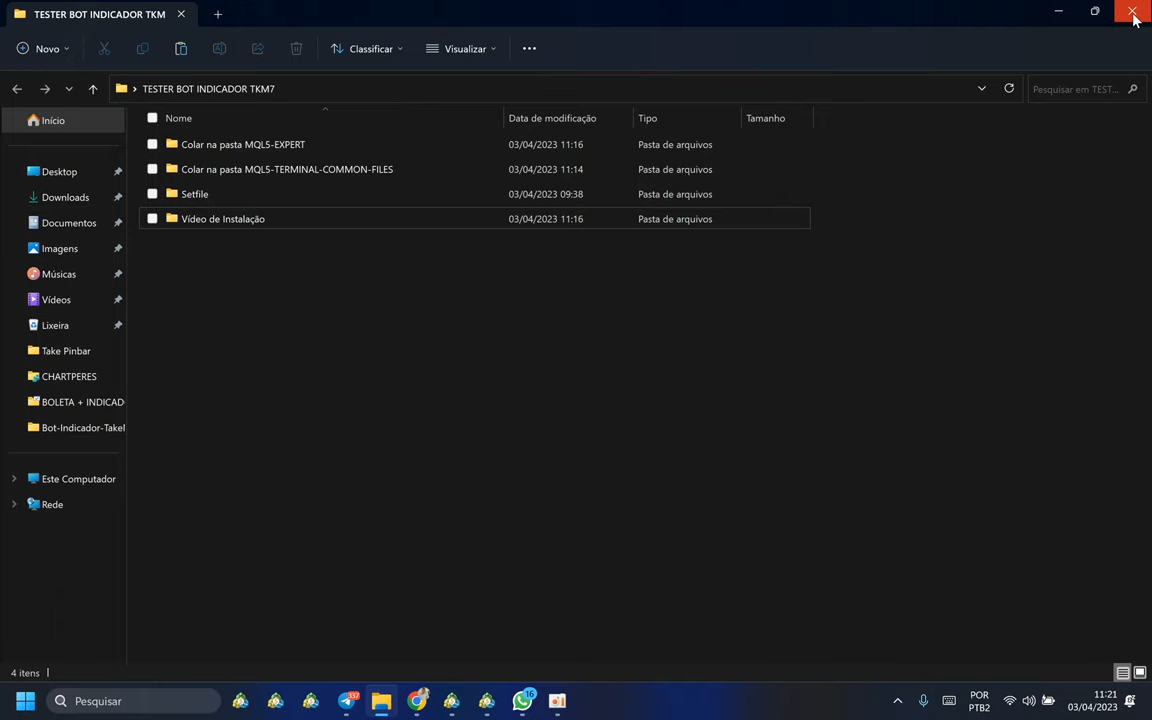 TESTER BOT INDICADOR TKM
Novo
Classificar
Visualizar
TESTER BOT INDICADOR TKM7
Pesquisar em TEST...
Início
Nome
Data de modificação
Tipo
Tamanho
Colar na pasta MQL5-EXPERT
03/04/2023 11:16
Pasta de arquivos
Colar na pasta MQL5-TERMINAL-COMMON-FILES
03/04/2023 11:14
Pasta de arquivos
Setfile
03/04/2023 09:38
Pasta de arquivos
Vídeo de Instalação
03/04/2023 11:16
Pasta de arquivos
Desktop
Downloads
Documentos
Imagens
Músicas
Vídeos
Lixeira
Take Pinbar
CHARTPERES
BOLETA + INDICAD
Bot-Indicador-Takel
Este Computador
Rede
4 itens
Pesquisar
337
16
POR
PTB2
11:21
03/04/2023